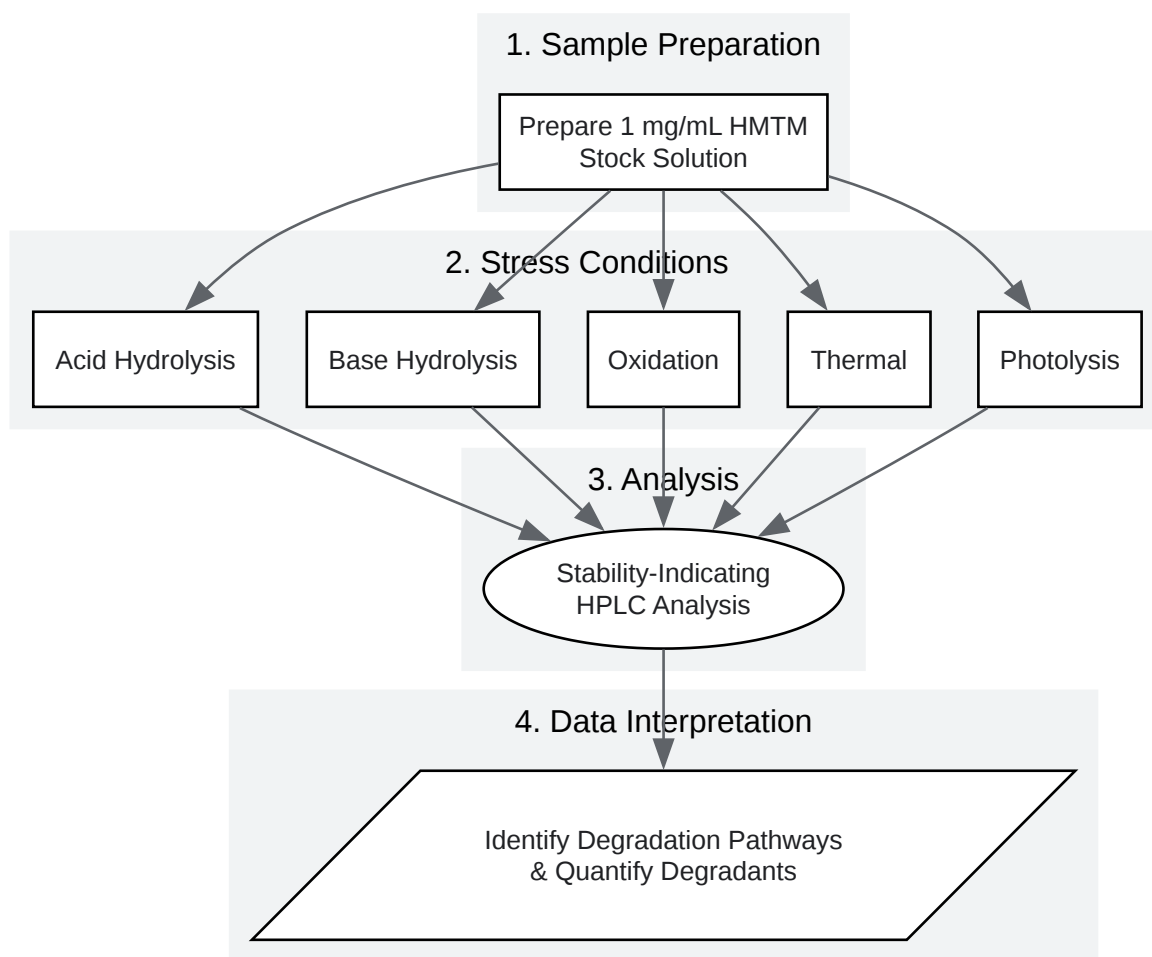 1. Sample Preparation
Prepare 1 mg/mL HMTM
Stock Solution
2. Stress Conditions
Acid Hydrolysis
Base Hydrolysis
Oxidation
Thermal
Photolysis
3. Analysis
Stability-Indicating
HPLC Analysis
4. Data Interpretation
Identify Degradation Pathways
& Quantify Degradants